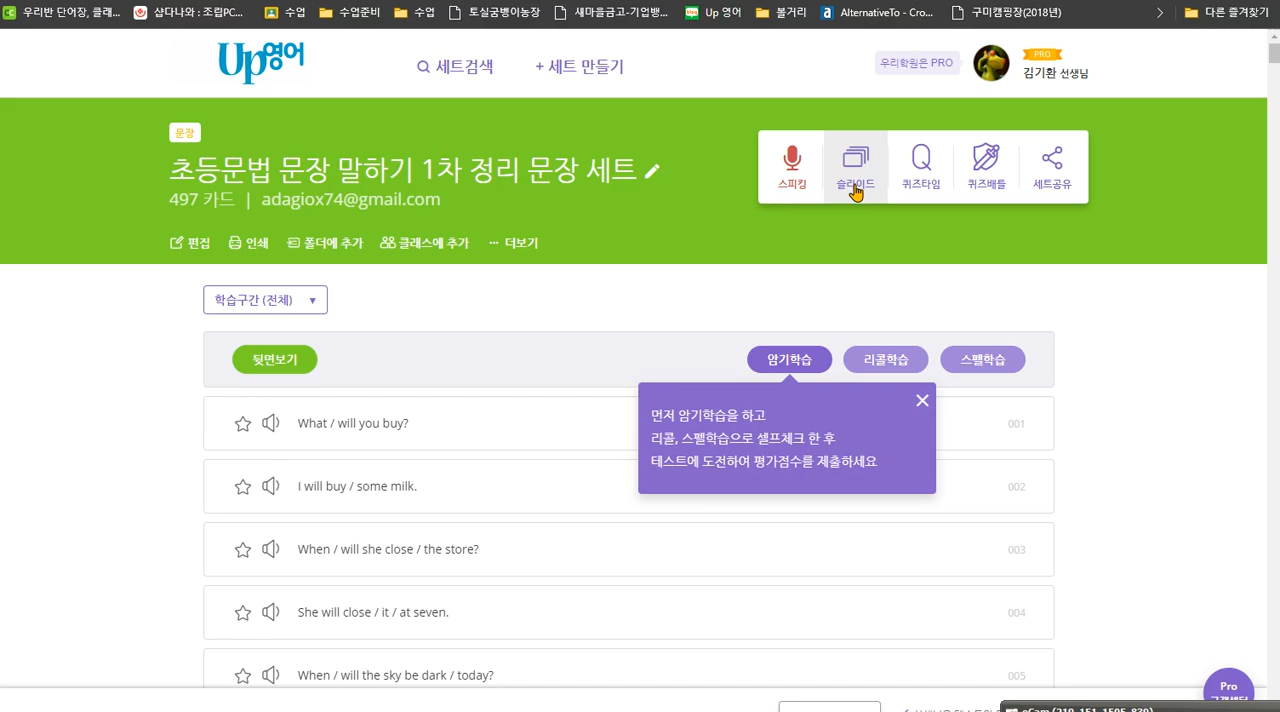 우리반 단어장, 클래... 샵다나와 : 조립PC... 수업 수업준비 수업 토실궁뱅이농장 새마을금고-기업뱅... Up 영어 볼거리 AlternativeTo - Cro... 구미캠핑장(2018년) 다른 즐겨찾기
Up영어
세트검색
+ 세트 만들기
우리학원은 PRO
PRO
김기환 선생님
문장
초등문법 문장 말하기 1차 정리 문장 세트
497 카드 | adagiox74@gmail.com
스피킹 슬라이드 퀴즈타임 퀴즈배틀 세트공유
편집 인쇄 폴더에 추가 클래스에 추가 ··· 더보기
학습구간 (전체) ▼
뒷면보기
암기학습 리콜학습 스펠학습
먼저 암기학습을 하고
리콜, 스펠학습으로 셀프체크 한 후
테스트에 도전하여 평가점수를 제출하세요
What / will you buy? 001
I will buy / some milk. 002
When / will she close / the store? 003
She will close / it / at seven. 004
When / will the sky be dark / today? 005
Pro